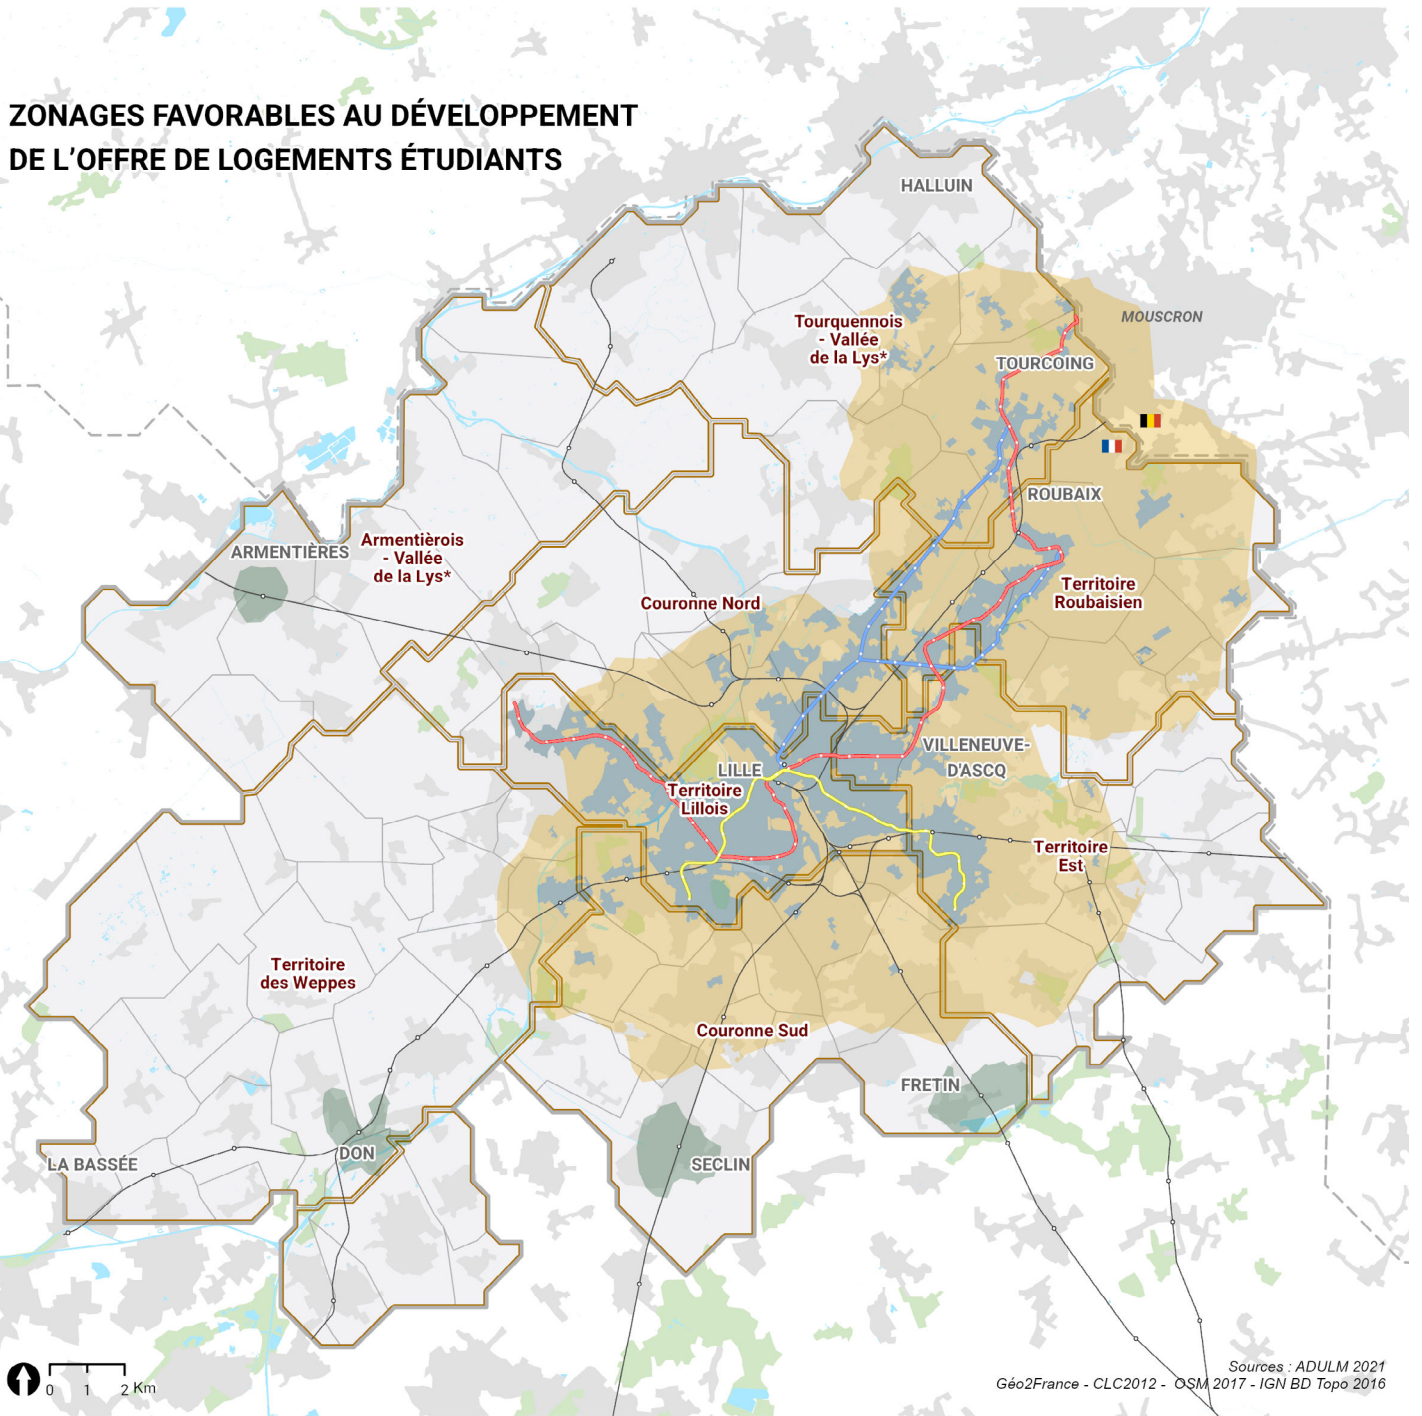 ZONAGES FAVORABLES AU DÉVELOPPEMENT
DE L'OFFRE DE LOGEMENTS ÉTUDIANTS
HALLUIN
MOUSCRON
Tourquennois
- Vallée
de la Lys*
TOURCOING
ROUBAIX
ARMENTIÈRES
Armentièrois
- Vallée
de la Lys*
Territoire
Roubaisien
Couronne Nord
VILLENEUVE-
D'ASCQ
LILLE
Territoire
Lillois
Territoire
Est
Territoire
des Weppes
Couronne Sud
FRETIN
DON
LA BASSÉE
SECLIN
0 1 2 Km
Sources : ADULM 2021
Géo2France - CLC2012 - OSM 2017 - IGN BD Topo 2016